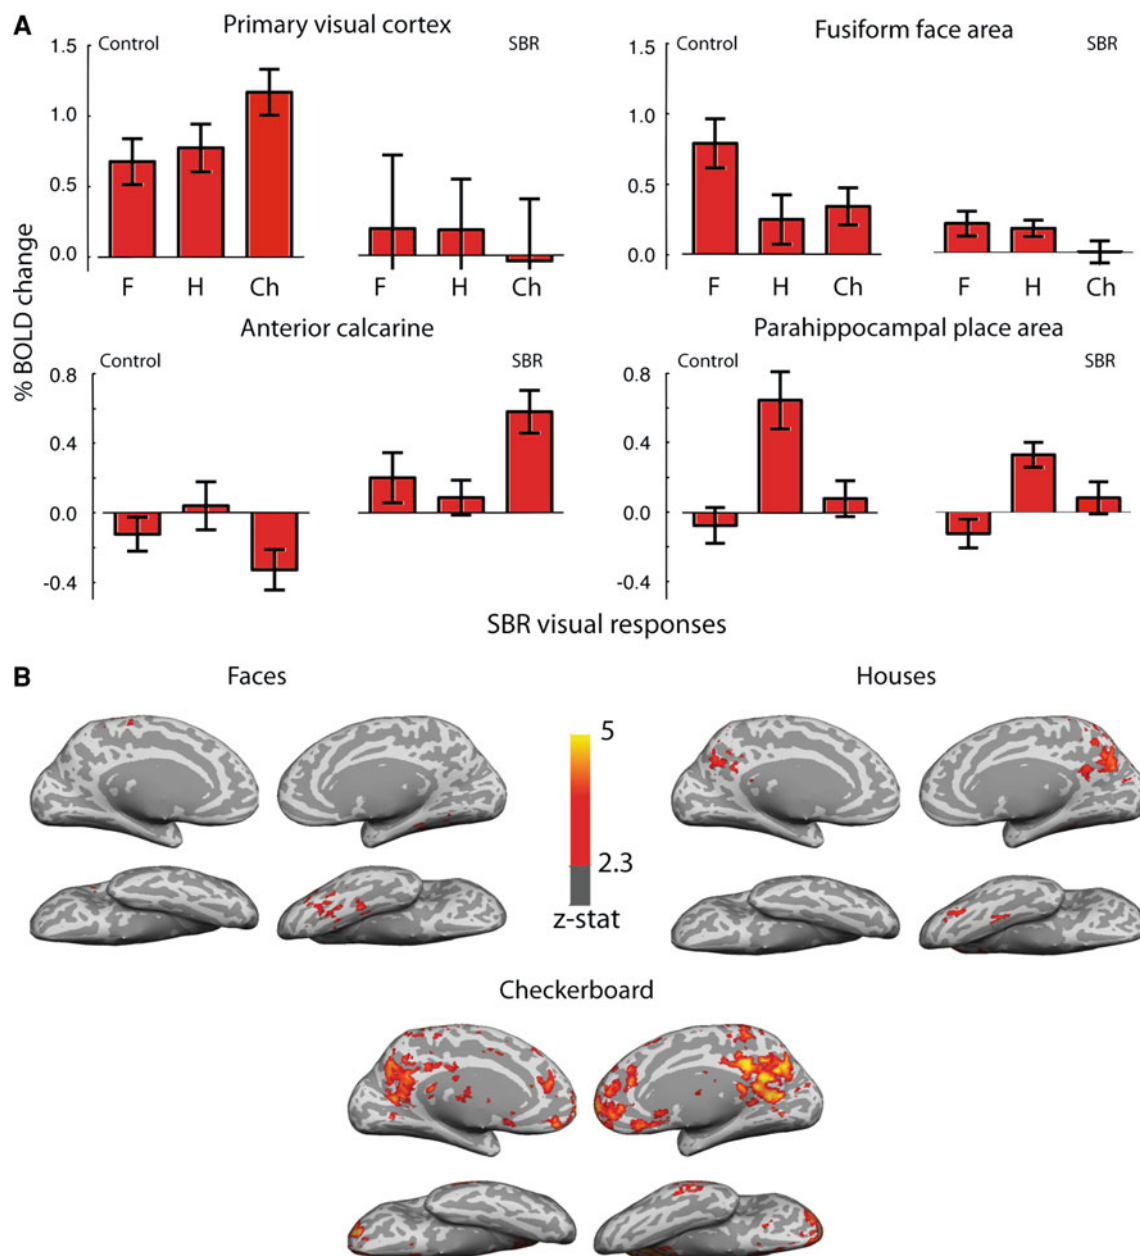 A
Primary visual cortex
Fusiform face area
Control
SBR
Control
SBR
% BOLD change
1.5
1.0
0.5
0.0
F H Ch
F H Ch
1.5
1.0
0.5
0.0
F H Ch
F H Ch
Anterior calcarine
Parahippocampal place area
Control
SBR
Control
SBR
0.8
0.4
0.0
-0.4
0.8
0.4
0.0
-0.4
SBR visual responses
B
Faces
Houses
5
2.3
z-stat
Checkerboard